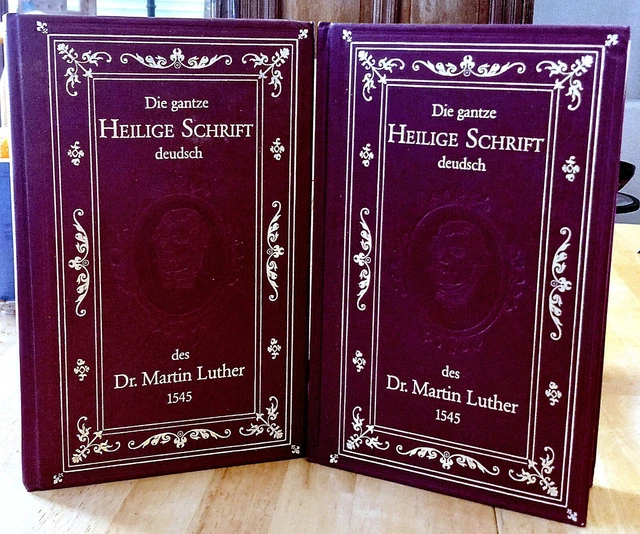 Die gantze
HEILIGE SCHRIFT
deudsch
des
Dr. Martin Luther
1545
Die gantze
HEILIGE SCHRIFT
deudsch
des
Dr. Martin Luther
1545